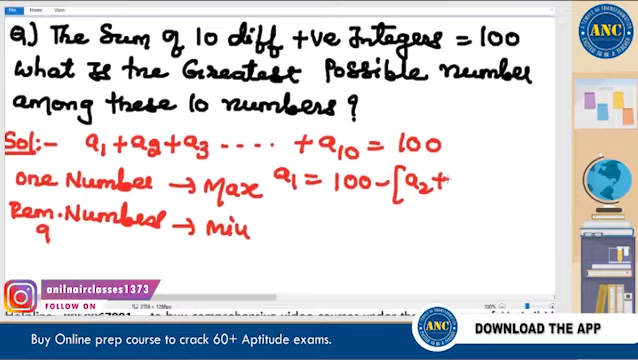 Q) The Sum of 10 diff +ve Integers = 100
What Is the Greatest Possible Number
among these 10 numbers?
Sol:- a1 + a2 + a3 .... + a10 = 100
One Number → Max a1 = 100 - [a2 +
Rem. Numbers → Min
9
anilnairclasses1373
FOLLOW ON
ANC
Buy Online prep course to crack 60+ Aptitude exams.
ANC
DOWNLOAD THE APP